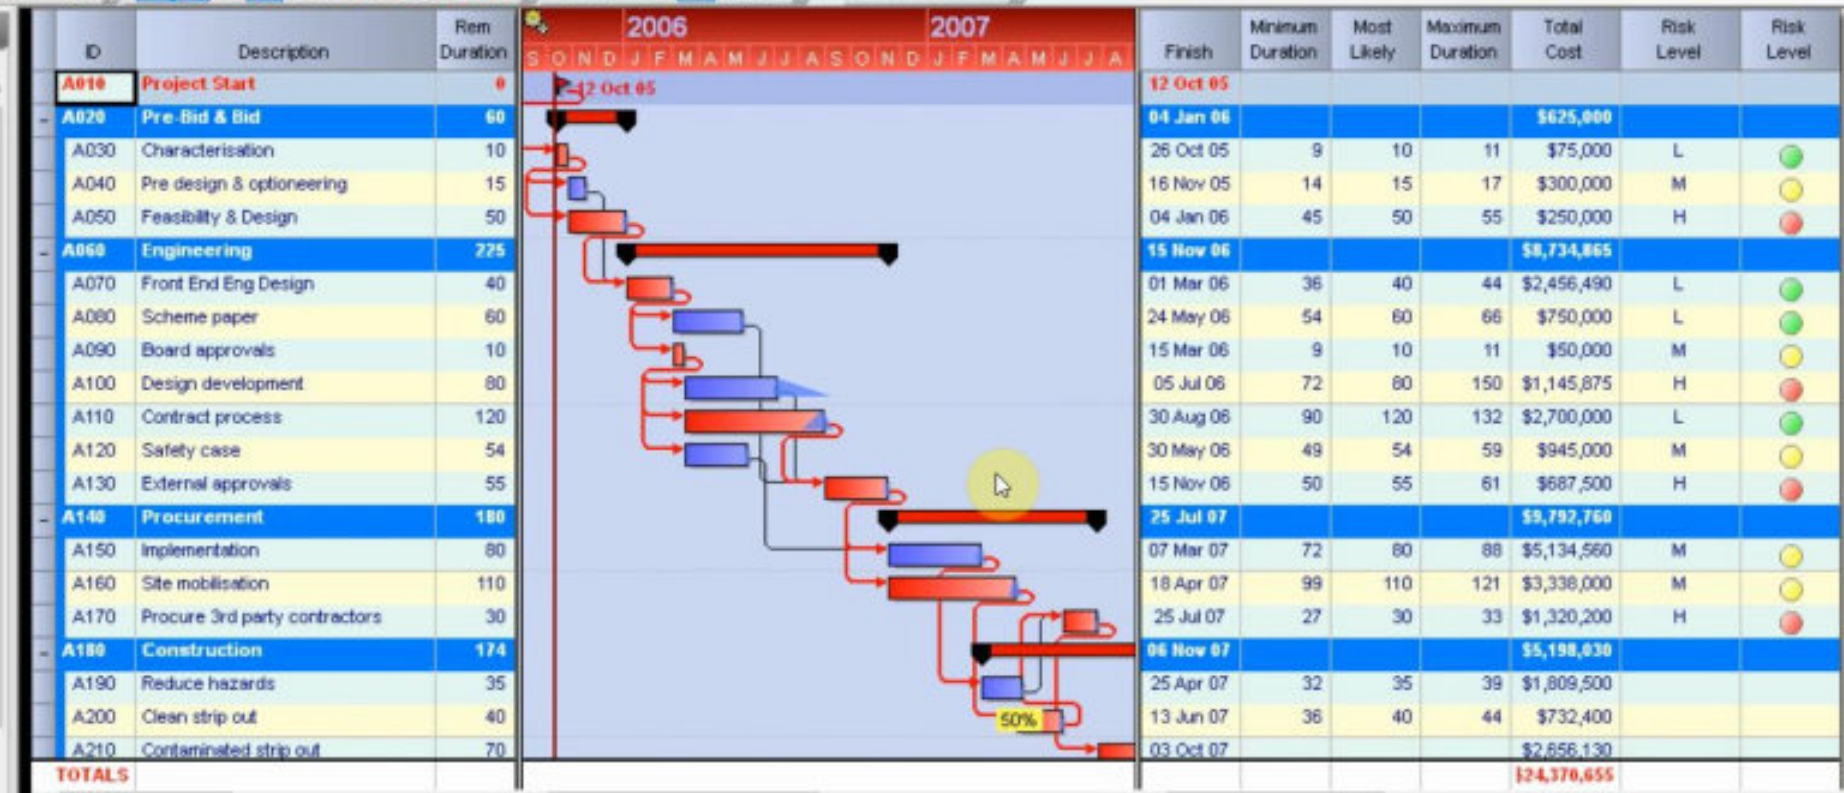 2006 2007
ID Description Rem Duration S O N D J F M A M J J A S O N D J F M A M J J A Finish Minimum Duration Most Likely Maximum Duration Total Cost Risk Level Risk Level
A010 Project Start 0 12 Oct 05 12 Oct 05
A020 Pre-Bid & Bid 60 04 Jan 06 $625,000
A030 Characterisation 10 26 Oct 05 9 10 11 $75,000 L
A040 Pre design & optioneering 15 16 Nov 05 14 15 17 $300,000 M
A050 Feasibility & Design 50 04 Jan 06 45 50 55 $250,000 H
A060 Engineering 225 15 Nov 06 $8,734,865
A070 Front End Eng Design 40 01 Mar 06 36 40 44 $2,456,490 L
A080 Scheme paper 60 24 May 06 54 60 66 $750,000 L
A090 Board approvals 10 15 Mar 06 9 10 11 $50,000 M
A100 Design development 80 05 Jul 06 72 80 150 $1,145,875 H
A110 Contract process 120 30 Aug 06 90 120 132 $2,700,000 L
A120 Safety case 54 30 May 06 49 54 59 $945,000 M
A130 External approvals 55 15 Nov 06 50 55 61 $687,500 H
A140 Procurement 180 25 Jul 07 $9,792,760
A150 Implementation 80 07 Mar 07 72 80 88 $5,134,560 M
A160 Site mobilisation 110 18 Apr 07 99 110 121 $3,338,000 M
A170 Procure 3rd party contractors 30 25 Jul 07 27 30 33 $1,320,200 H
A180 Construction 174 06 Nov 07 $5,198,030
A190 Reduce hazards 35 25 Apr 07 32 35 39 $1,809,500
A200 Clean strip out 40 50% 13 Jun 07 36 40 44 $732,400
A210 Contaminated strip out 70 03 Oct 07 $2,656,130
TOTALS $24,370,655